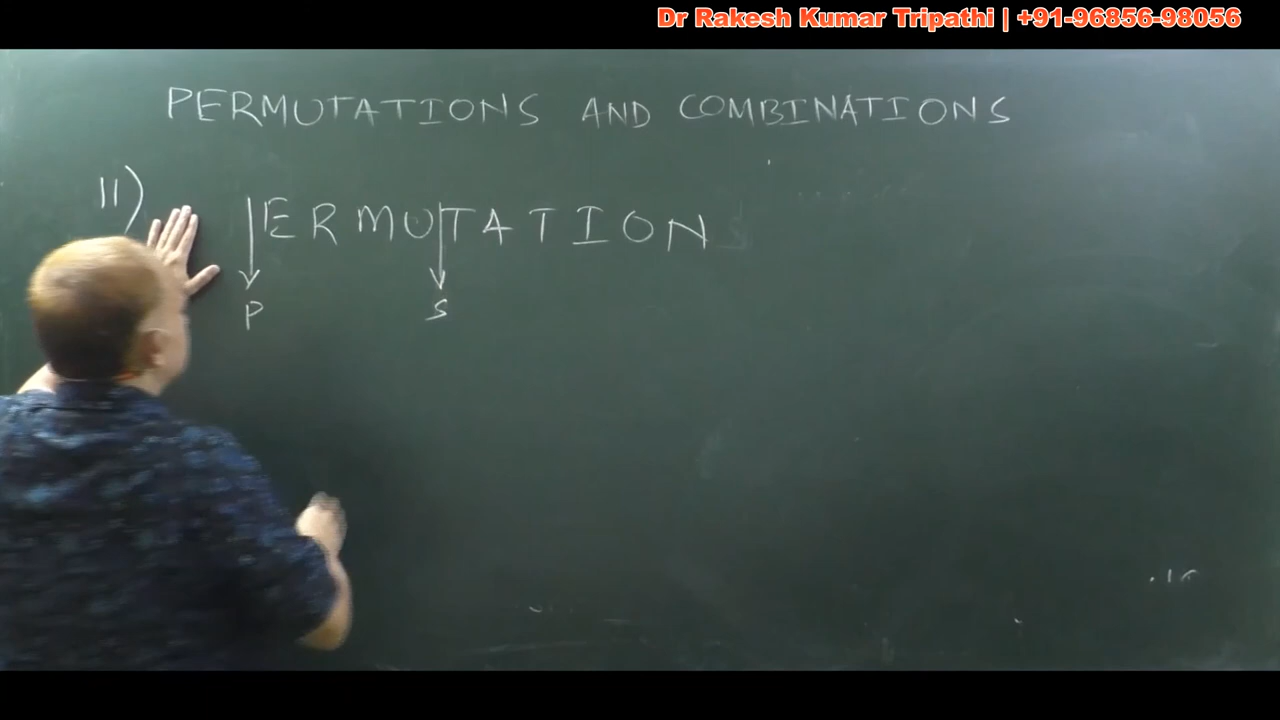 Dr Rakesh Kumar Tripathi | +91-96856-98056
PERMUTATIONS AND COMBINATIONS
11) ERMUTATION
P S